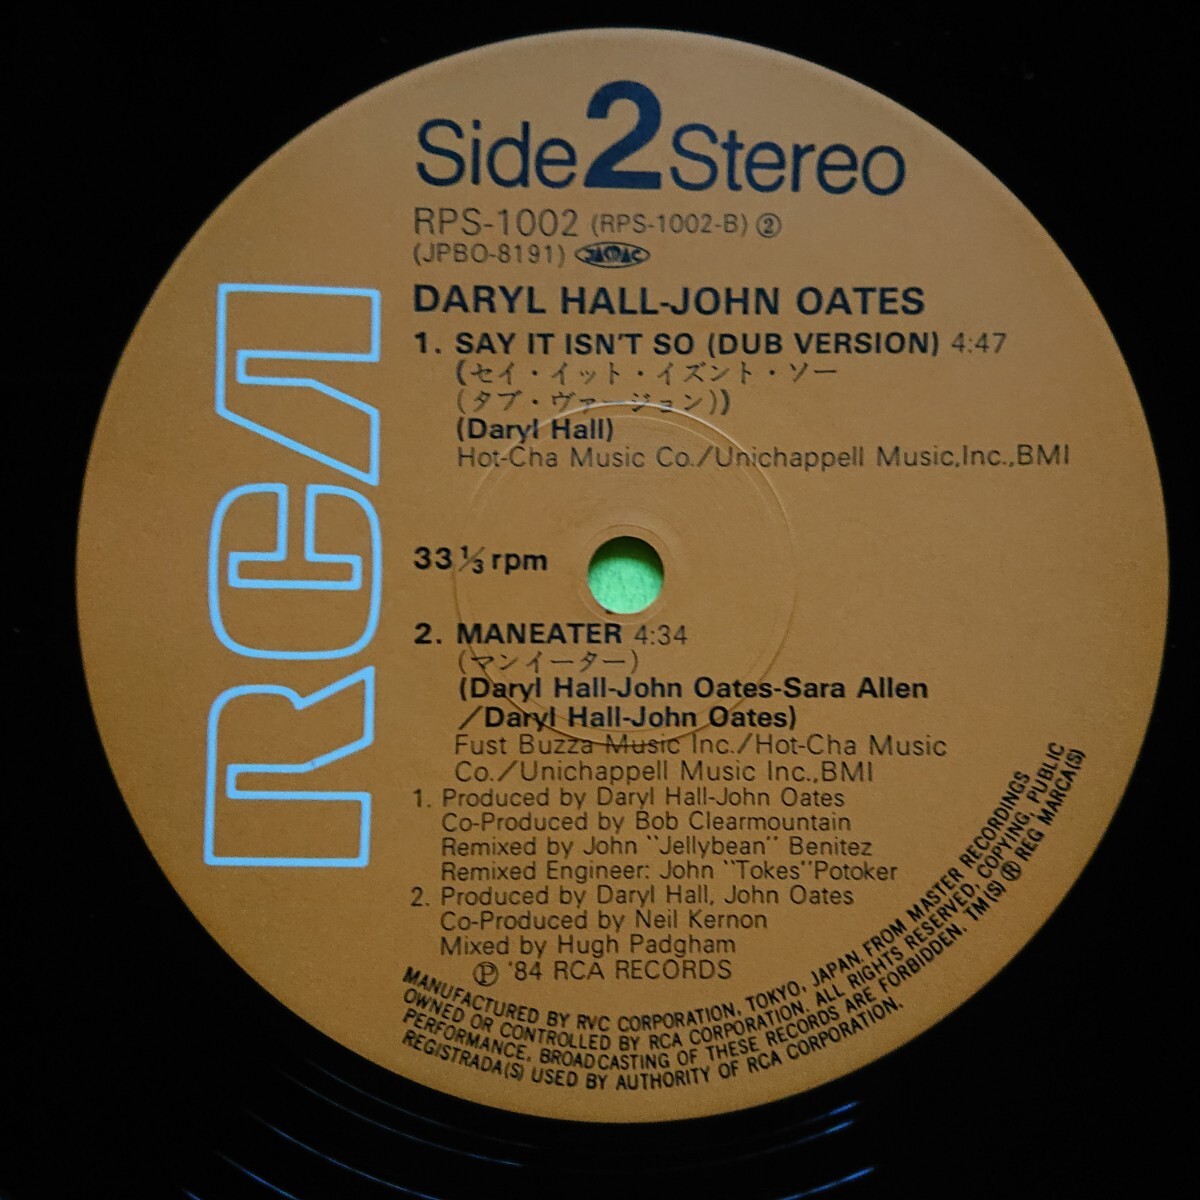 Side 2 Stereo
RPS-1002 (RPS-1002-B) ②
(JPBO-8191) JASRAC
RCA
DARYL HALL-JOHN OATES
1. SAY IT ISN'T SO (DUB VERSION) 4:47
(セイ・イット・イズント・ソー
(タブ・ヴァージョン))
(Daryl Hall)
Hot-Cha Music Co./Unichappell Music,Inc.,BMI
33 1/3 rpm
2. MANEATER 4:34
(マンイーター)
(Daryl Hall-John Oates-Sara Allen
/Daryl Hall-John Oates)
Fust Buzza Music Inc./Hot-Cha Music
Co./Unichappell Music Inc.,BMI
1. Produced by Daryl Hall-John Oates
Co-Produced by Bob Clearmountain
Remixed by John "Jellybean" Benitez
Remixed Engineer: John "Tokes"Potoker
2. Produced by Daryl Hall, John Oates
Co-Produced by Neil Kernon
Mixed by Hugh Padgham
Ⓟ '84 RCA RECORDS
MANUFACTURED BY RVC CORPORATION, TOKYO, JAPAN, FROM MASTER RECORDINGS
OWNED OR CONTROLLED BY RCA CORPORATION. ALL RIGHTS RESERVED, COPYING, PUBLIC
PERFORMANCE, BROADCASTING OF THESE RECORDS ARE FORBIDDEN. TM(S) ® REG MARCA(S)
REGISTRADA(S) USED BY AUTHORITY OF RCA CORPORATION.